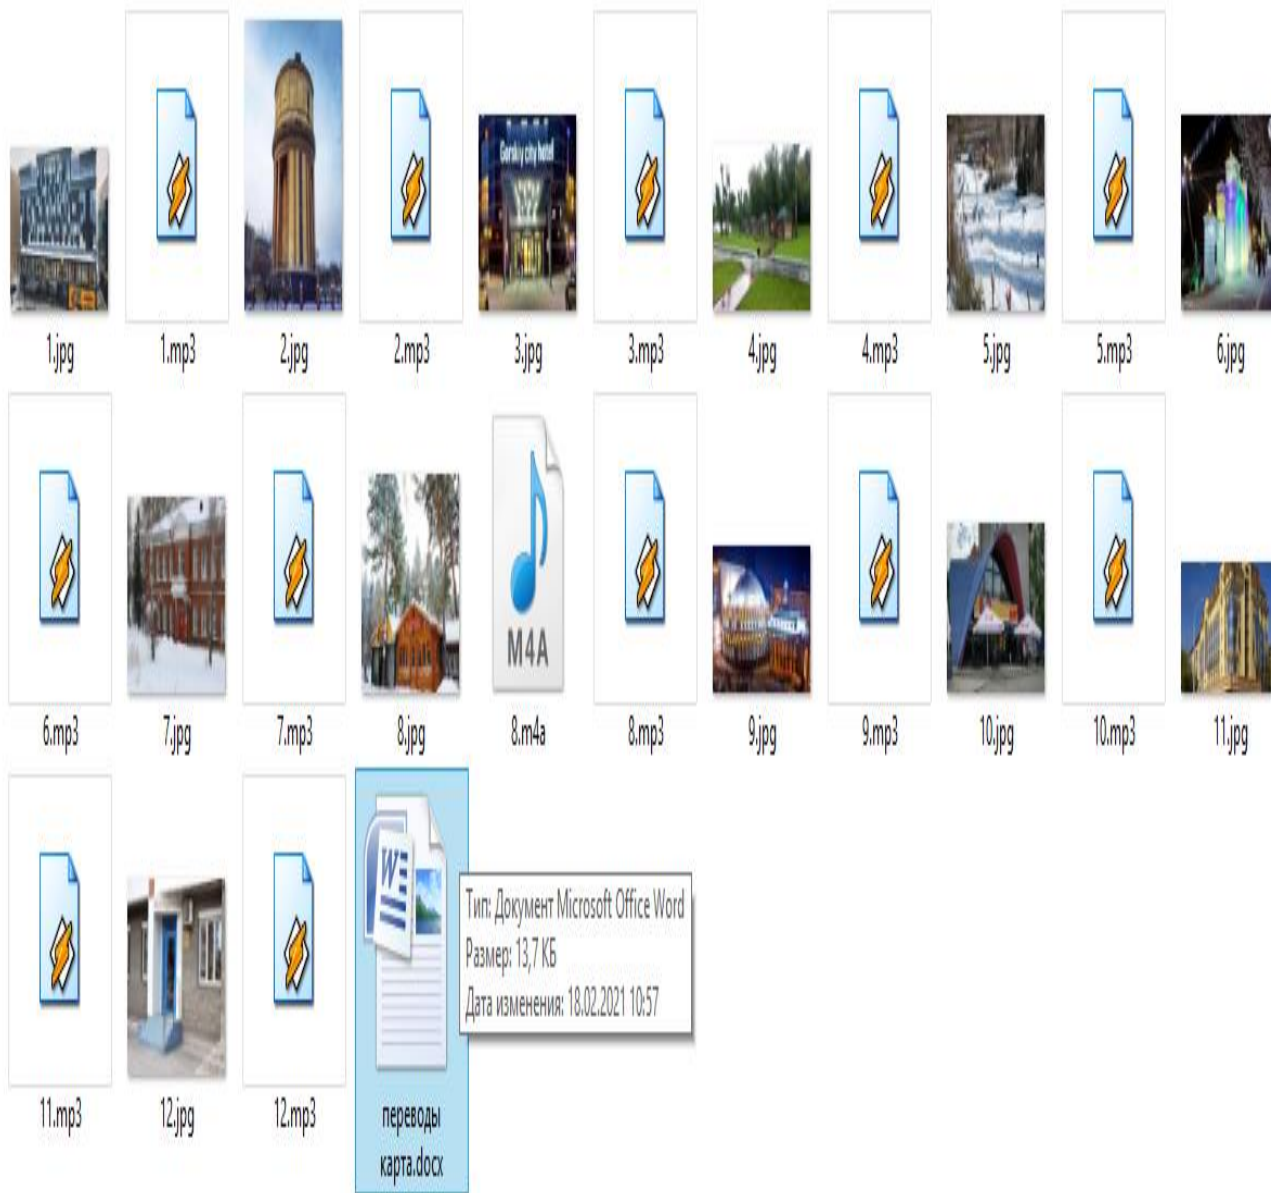 Gorskiy city hotel
1.jpg
1.mp3
2.jpg
2.mp3
3.jpg
3.mp3
4.jpg
4.mp3
5.jpg
5.mp3
6.jpg
M4A
6.mp3
7.jpg
7.mp3
8.jpg
8.m4a
8.mp3
9.jpg
9.mp3
10.jpg
10.mp3
11.jpg
W
Тип: Документ Microsoft Office Word
Размер: 13,7 КБ
Дата изменения: 18.02.2021 10:57
11.mp3
12.jpg
12.mp3
переводы
карта.docx